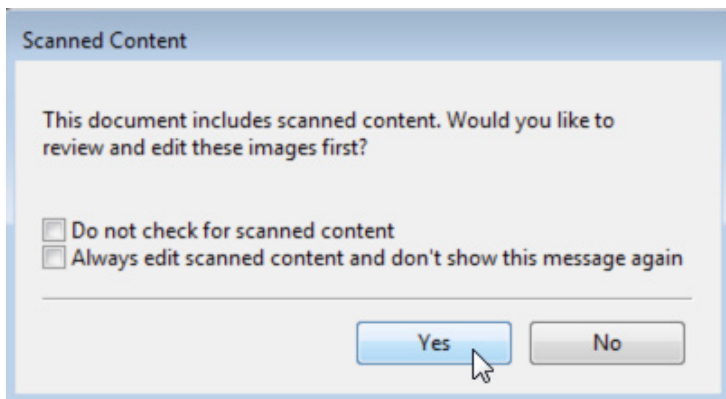 Scanned Content
This document includes scanned content. Would you like to
review and edit these images first?
Do not check for scanned content
Always edit scanned content and don't show this message again
Yes
No